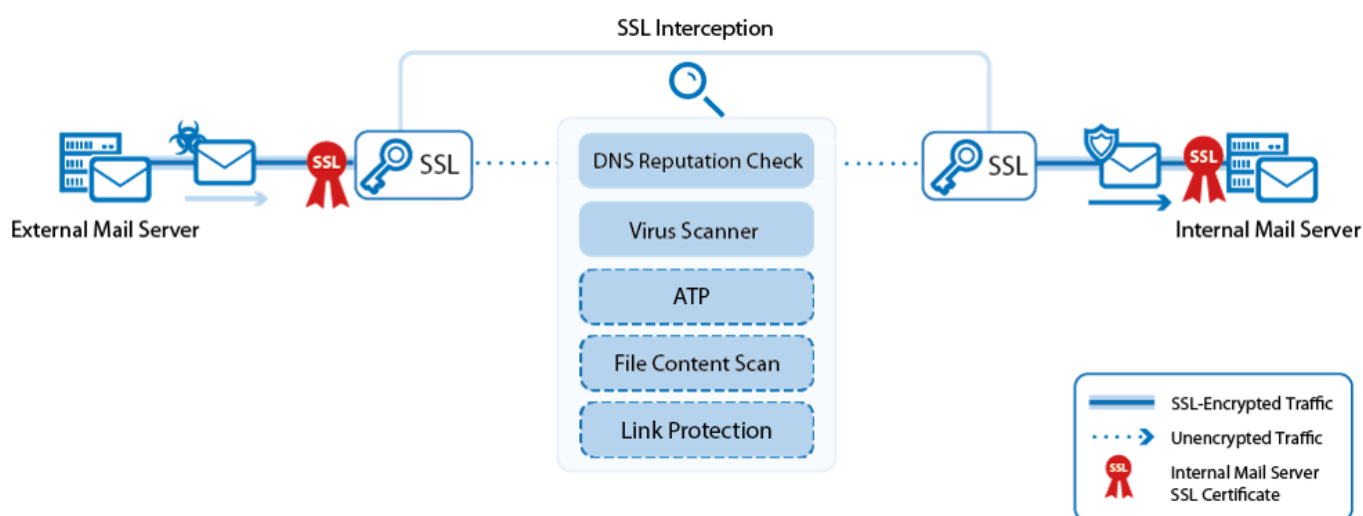 SSL Interception
SSL
SSL
External Mail Server
DNS Reputation Check
Virus Scanner
ATP
File Content Scan
Link Protection
SSL
SSL
Internal Mail Server
SSL-Encrypted Traffic
Unencrypted Traffic
SSL
Internal Mail Server
SSL Certificate